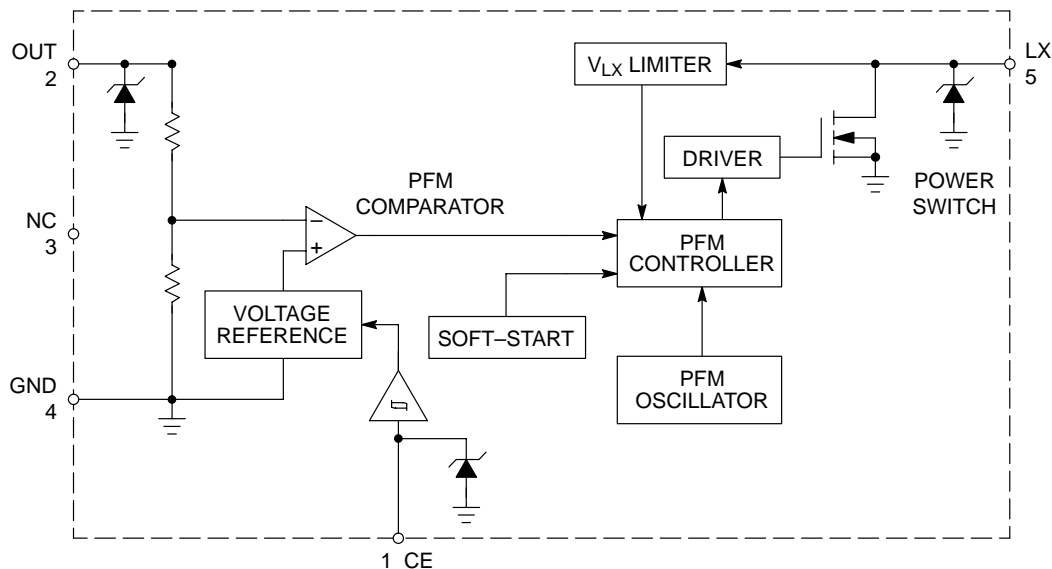 OUT
2
V_LX LIMITER
LX
5
DRIVER
POWER
SWITCH
PFM
COMPARATOR
NC
3
−
+
PFM
CONTROLLER
VOLTAGE
REFERENCE
SOFT–START
GND
4
PFM
OSCILLATOR
1 CE